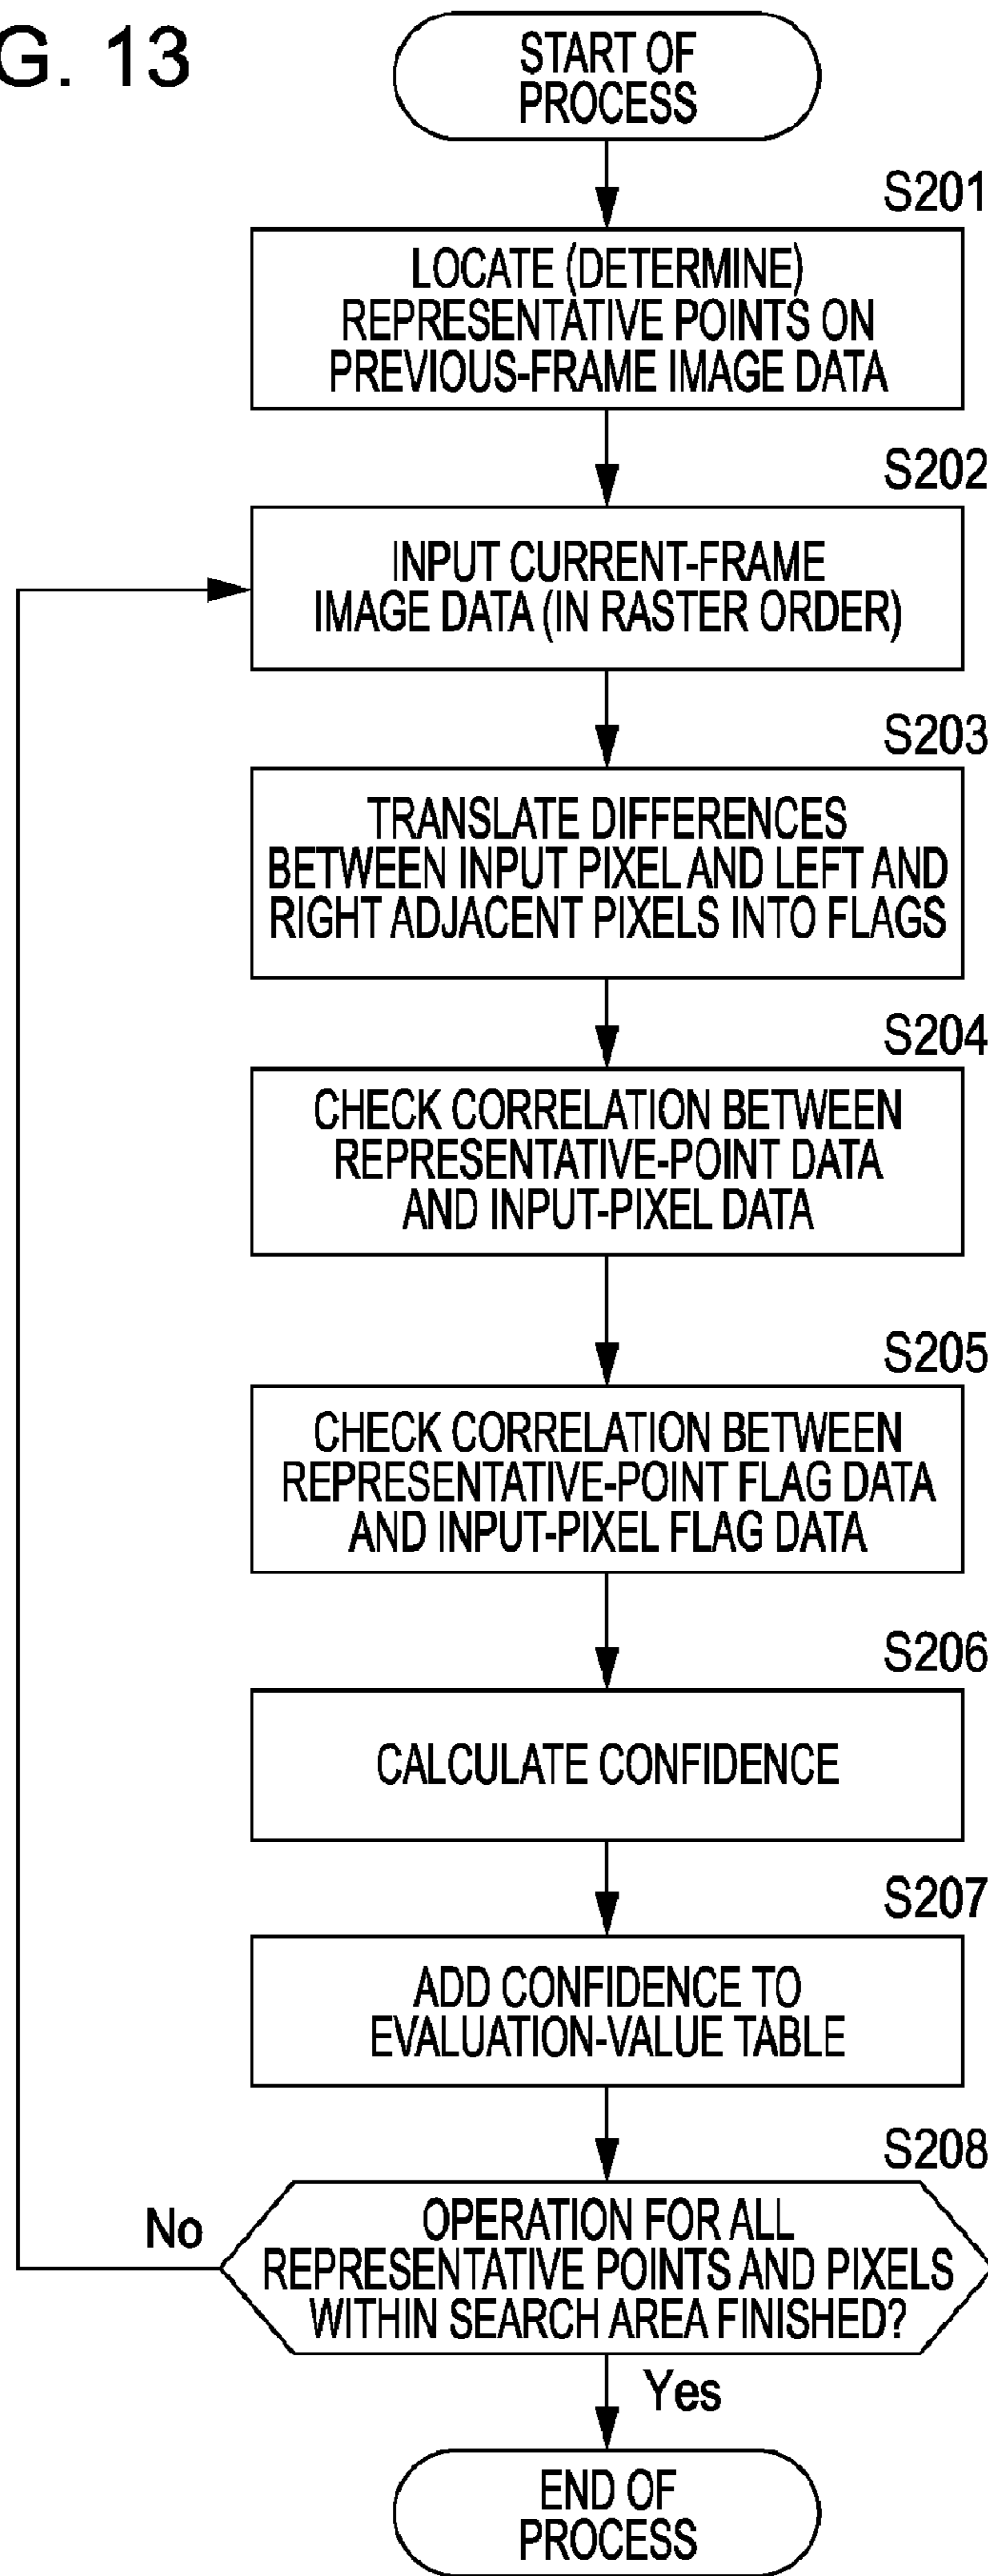 G. 13
START OF
PROCESS
S201
LOCATE (DETERMINE)
REPRESENTATIVE POINTS ON
PREVIOUS-FRAME IMAGE DATA
S202
INPUT CURRENT-FRAME
IMAGE DATA (IN RASTER ORDER)
S203
TRANSLATE DIFFERENCES
BETWEEN INPUT PIXEL AND LEFT AND
RIGHT ADJACENT PIXELS INTO FLAGS
S204
CHECK CORRELATION BETWEEN
REPRESENTATIVE-POINT DATA
AND INPUT-PIXEL DATA
S205
CHECK CORRELATION BETWEEN
REPRESENTATIVE-POINT FLAG DATA
AND INPUT-PIXEL FLAG DATA
S206
CALCULATE CONFIDENCE
S207
ADD CONFIDENCE TO
EVALUATION-VALUE TABLE
S208
No
OPERATION FOR ALL
REPRESENTATIVE POINTS AND PIXELS
WITHIN SEARCH AREA FINISHED?
Yes
END OF
PROCESS